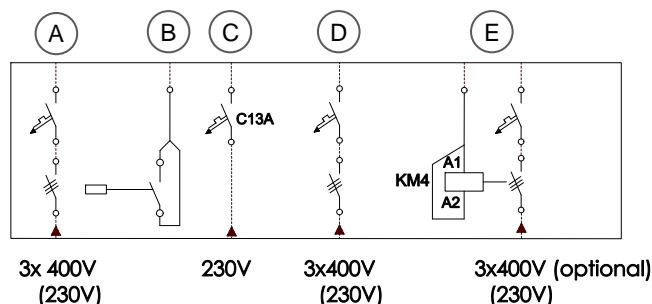 A B C D E
C13A
A1
KM4
A2
3x 400V 230V 3x400V 3x400V (optional)
(230V) (230V) (230V)